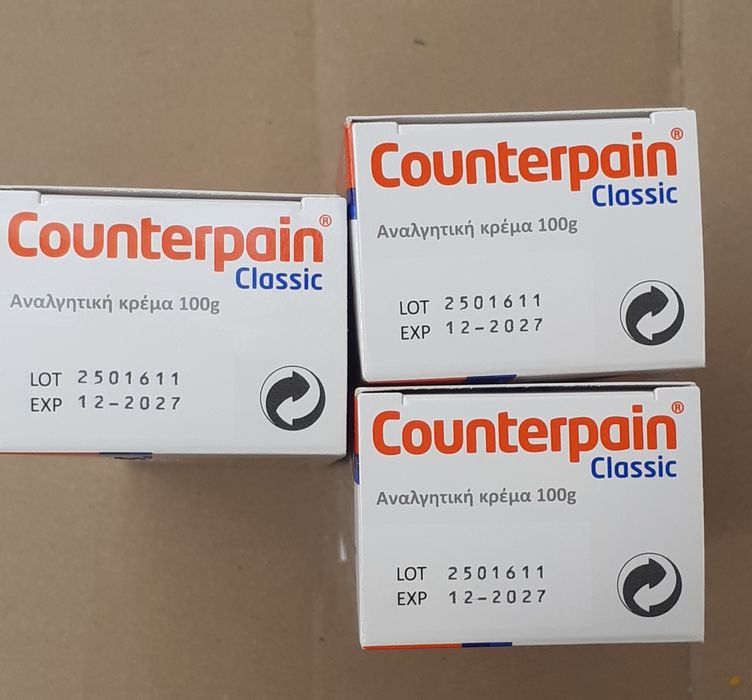 Counterpain®
Classic
Αναλγητική κρέμα 100g
LOT 2501611
EXP 12-2027
Counterpain®
Classic
Αναλγητική κρέμα 100g
LOT 2501611
EXP 12-2027
Counterpain®
Classic
Αναλγητική κρέμα 100g
LOT 2501611
EXP 12-2027